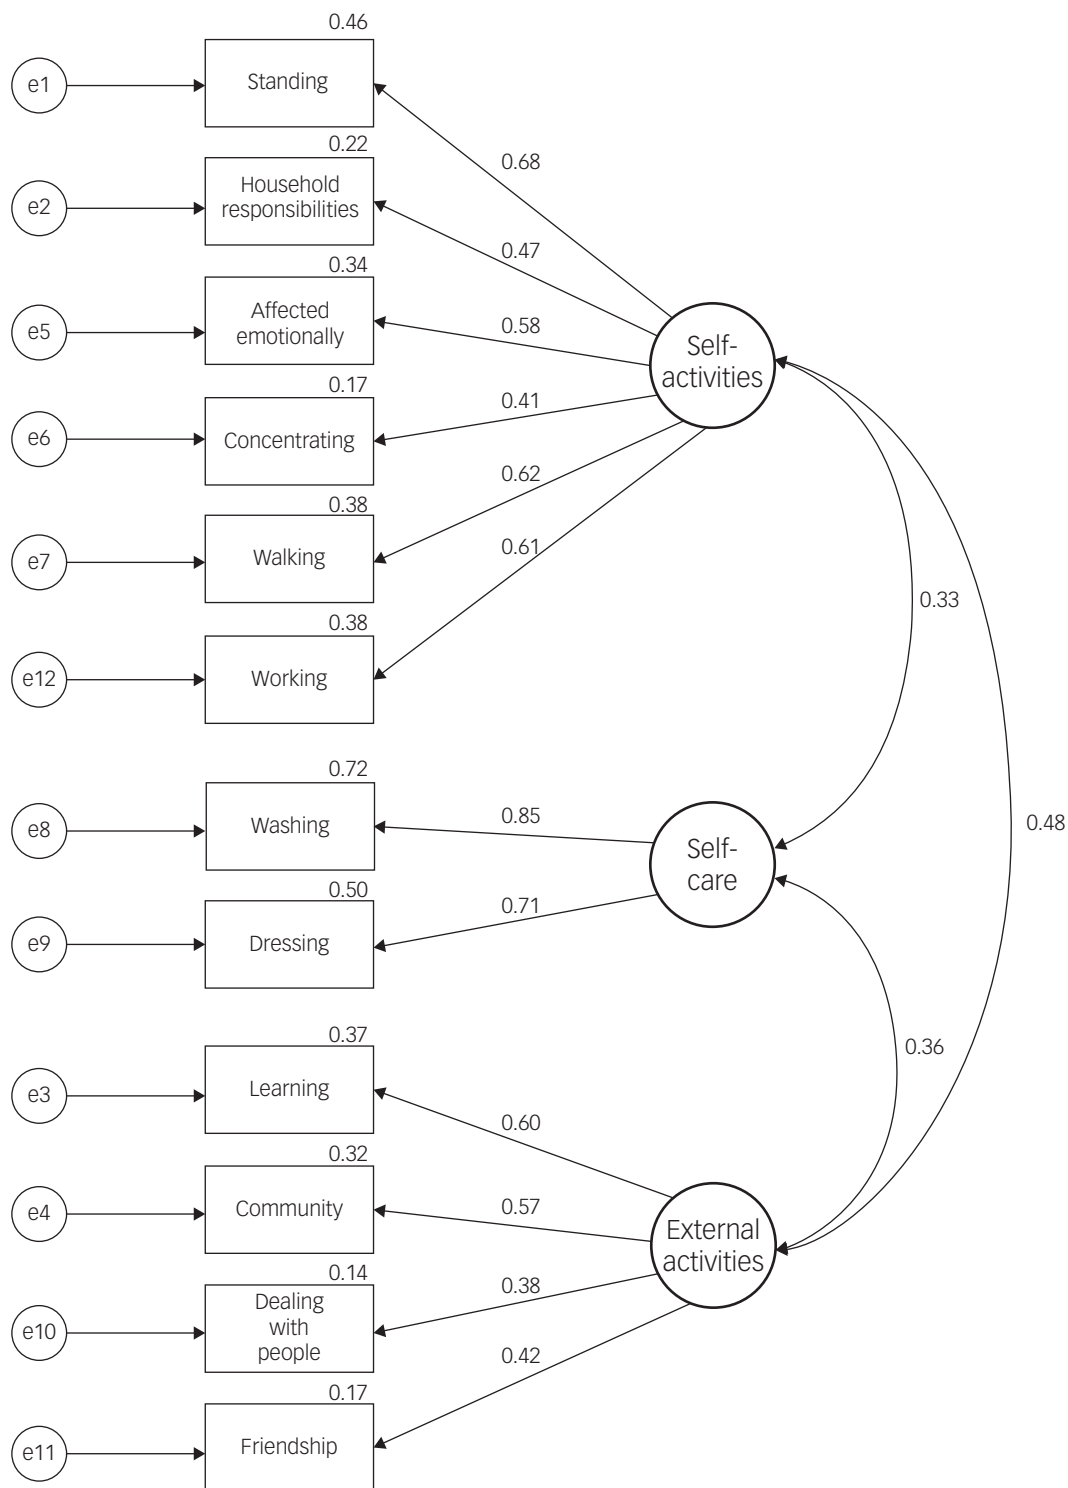 0.46
e1
Standing
0.68
0.22
e2
Household
responsibilities
0.47
0.34
e5
Affected
emotionally
0.58
Self-
activities
0.17
e6
Concentrating
0.41
0.62
0.38
e7
Walking
0.61
0.33
0.38
e12
Working
0.72
e8
Washing
0.85
0.48
Self-
care
0.50
e9
Dressing
0.71
0.37
e3
Learning
0.36
0.60
0.32
e4
Community
0.57
External
activities
0.14
e10
Dealing
with
people
0.38
0.42
0.17
e11
Friendship